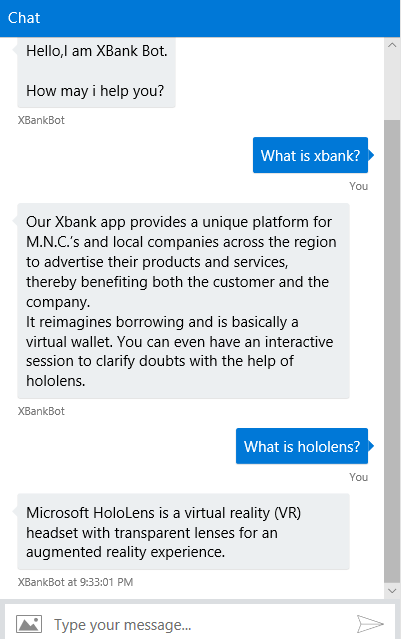 Chat
Hello,I am XBank Bot.
How may i help you?
XBankBot
What is xbank?
You
Our Xbank app provides a unique platform for
M.N.C.'s and local companies across the region
to advertise their products and services,
thereby benefiting both the customer and the
company.
It reimagines borrowing and is basically a
virtual wallet. You can even have an interactive
session to clarify doubts with the help of
hololens.
XBankBot
What is hololens?
You
Microsoft HoloLens is a virtual reality (VR)
headset with transparent lenses for an
augmented reality experience.
XBankBot at 9:33:01 PM
Type your message...